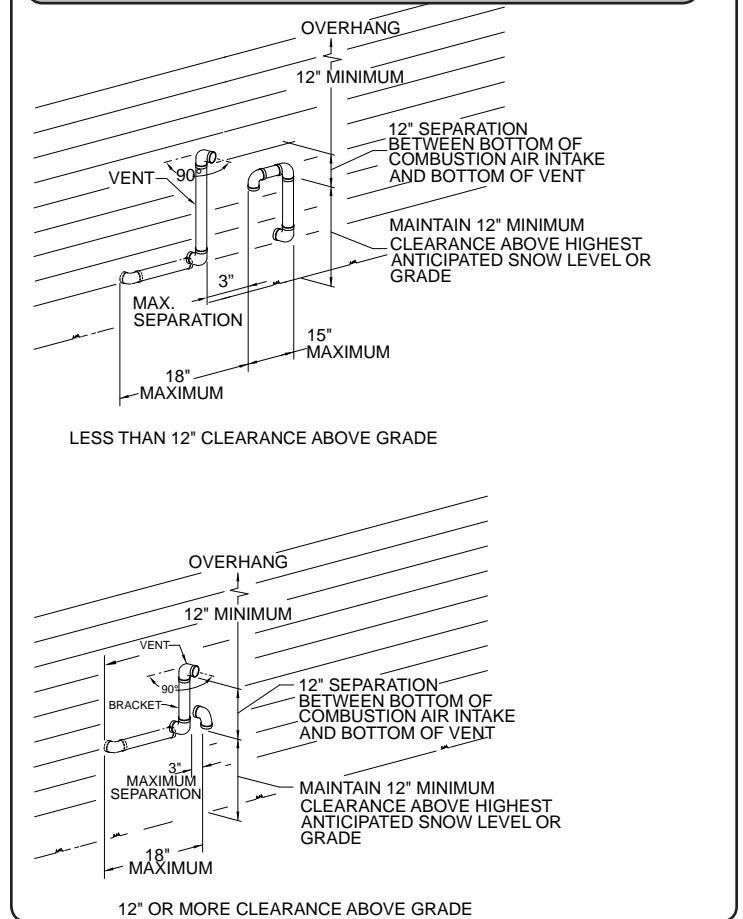 OVERHANG
12" MINIMUM
12" SEPARATION
BETWEEN BOTTOM OF
COMBUSTION AIR INTAKE
AND BOTTOM OF VENT
90°
VENT
MAINTAIN 12" MINIMUM
CLEARANCE ABOVE HIGHEST
ANTICIPATED SNOW LEVEL OR
GRADE
3"
MAX.
SEPARATION
15"
MAXIMUM
18"
MAXIMUM
LESS THAN 12" CLEARANCE ABOVE GRADE
OVERHANG
12" MINIMUM
VENT
90°
BRACKET
12" SEPARATION
BETWEEN BOTTOM OF
COMBUSTION AIR INTAKE
AND BOTTOM OF VENT
3"
MAXIMUM
SEPARATION
MAINTAIN 12" MINIMUM
CLEARANCE ABOVE HIGHEST
ANTICIPATED SNOW LEVEL OR
GRADE
18"
MAXIMUM
12" OR MORE CLEARANCE ABOVE GRADE